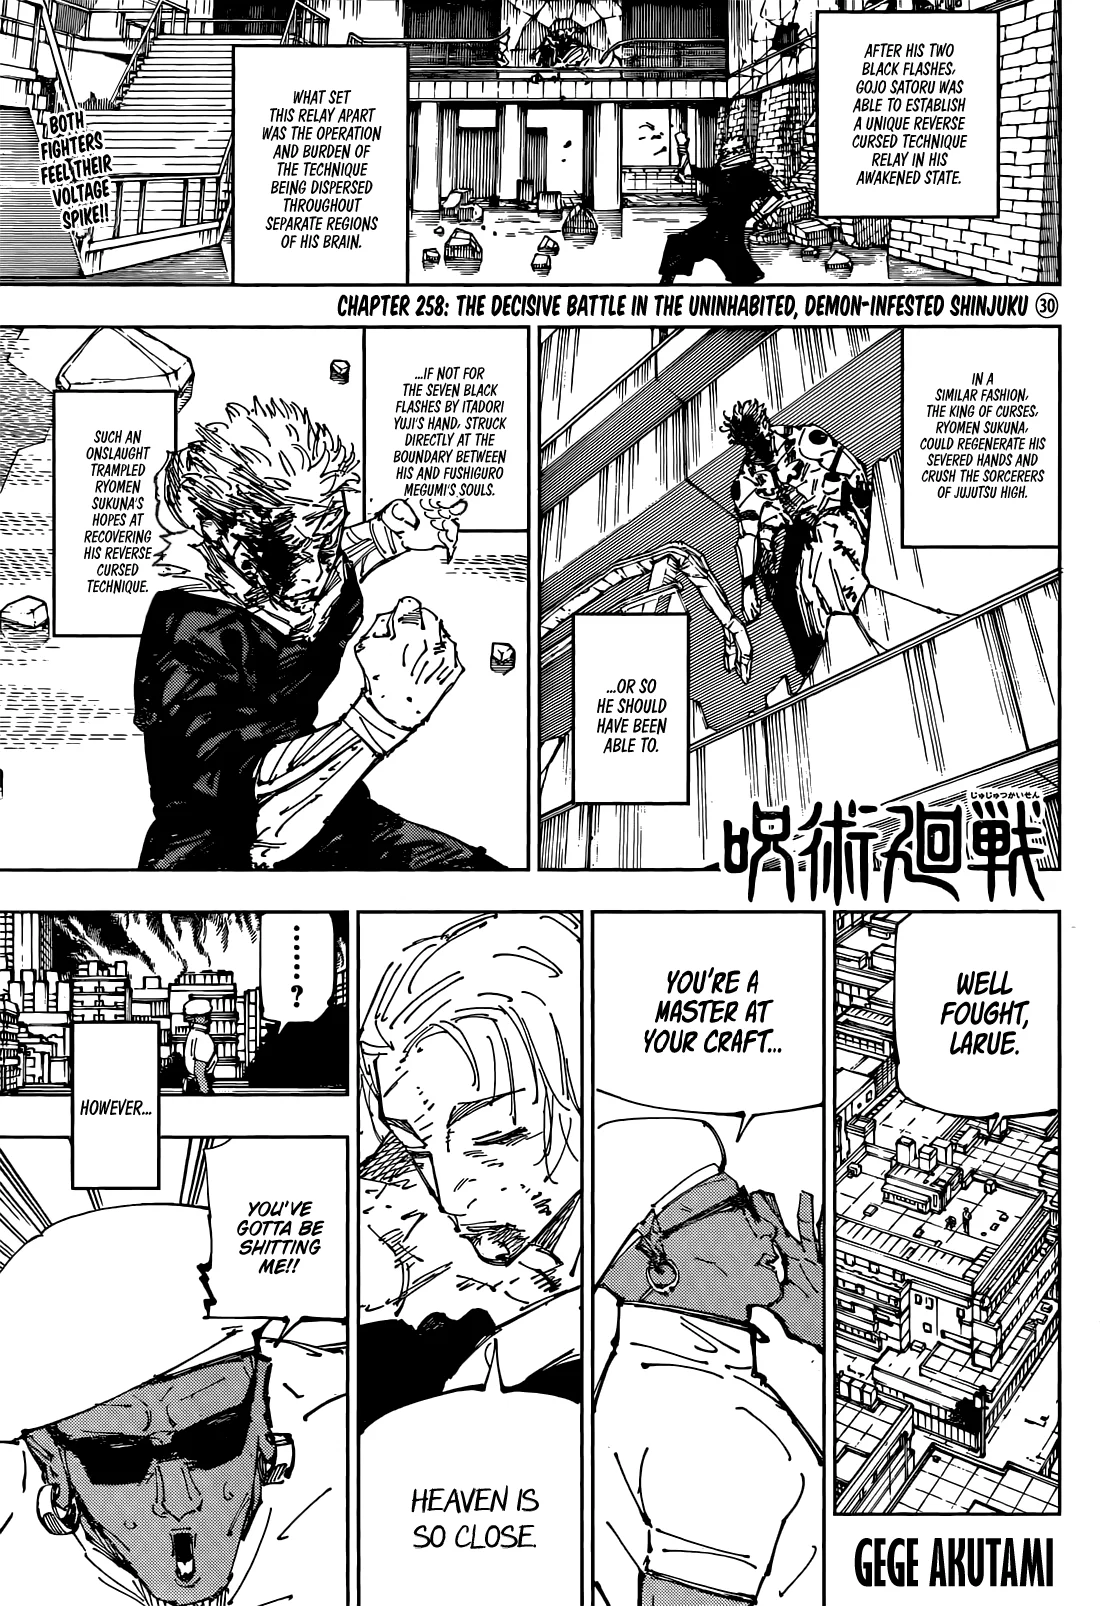 AFTER HIS TWO
BLACK FLASHES,
GOJO SATORU WAS
ABLE TO ESTABLISH
A UNIQUE REVERSE
CURSED TECHNIQUE
RELAY IN HIS
AWAKENED STATE.
WHAT SET
THIS RELAY APART
WAS THE OPERATION
AND BURDEN OF
THE TECHNIQUE
BEING DISPERSED
THROUGHOUT
SEPARATE REGIONS
OF HIS BRAIN.
BOTH
FIGHTERS
FEEL THEIR
VOLTAGE
SPIKE!!
CHAPTER 258: THE DECISIVE BATTLE IN THE UNINHABITED, DEMON-INFESTED SHINJUKU 30
IN A
SIMILAR FASHION,
THE KING OF CURSES,
RYOMEN SUKUNA,
COULD REGENERATE HIS
SEVERED HANDS AND
CRUSH THE SORCERERS
OF JUJUTSU HIGH.
...OR SO
HE SHOULD
HAVE BEEN
ABLE TO.
...IF NOT FOR
THE SEVEN BLACK
FLASHES BY ITADORI
YUJI'S HAND, STRUCK
DIRECTLY AT THE
BOUNDARY BETWEEN
HIS AND FUSHIGURO
MEGUMI'S SOULS.
SUCH AN
ONSLAUGHT
TRAMPLED
RYOMEN
SUKUNA'S
HOPES AT
RECOVERING
HIS REVERSE
CURSED
TECHNIQUE.
じゅじゅつかいせん
呪術廻戦
WELL
FOUGHT,
LARUE.
YOU'RE A
MASTER AT
YOUR CRAFT...
HEAVEN IS
SO CLOSE.
.......?
HOWEVER...
YOU'VE
GOTTA BE
SHITTING
ME!!
GEGE AKUTAMI